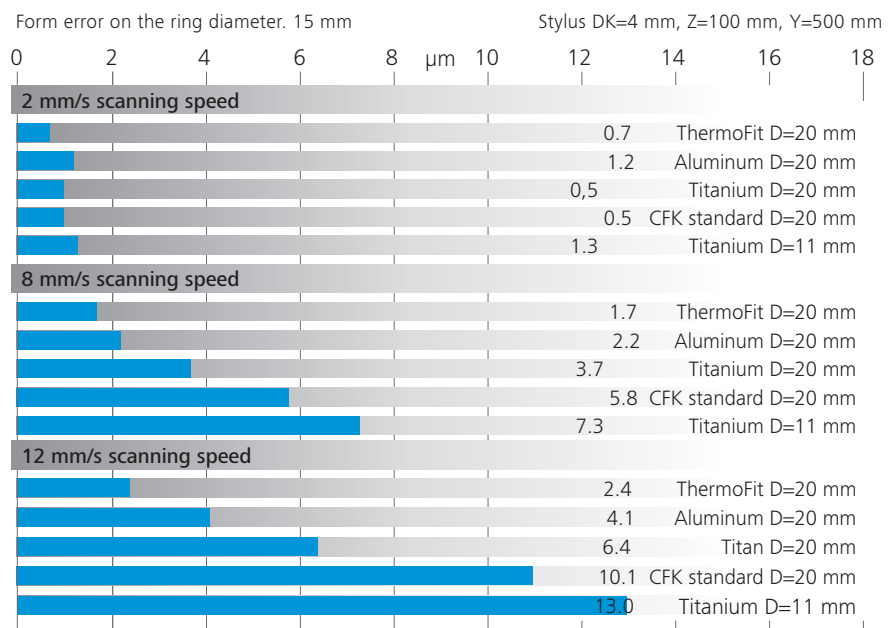 Form error on the ring diameter. 15 mm Stylus DK=4 mm, Z=100 mm, Y=500 mm
0 2 4 6 8 µm 10 12 14 16 18
2 mm/s scanning speed
0.7 ThermoFit D=20 mm
1.2 Aluminum D=20 mm
0,5 Titanium D=20 mm
0.5 CFK standard D=20 mm
1.3 Titanium D=11 mm
8 mm/s scanning speed
1.7 ThermoFit D=20 mm
2.2 Aluminum D=20 mm
3.7 Titanium D=20 mm
5.8 CFK standard D=20 mm
7.3 Titanium D=11 mm
12 mm/s scanning speed
2.4 ThermoFit D=20 mm
4.1 Aluminum D=20 mm
6.4 Titan D=20 mm
10.1 CFK standard D=20 mm
13.0 Titanium D=11 mm